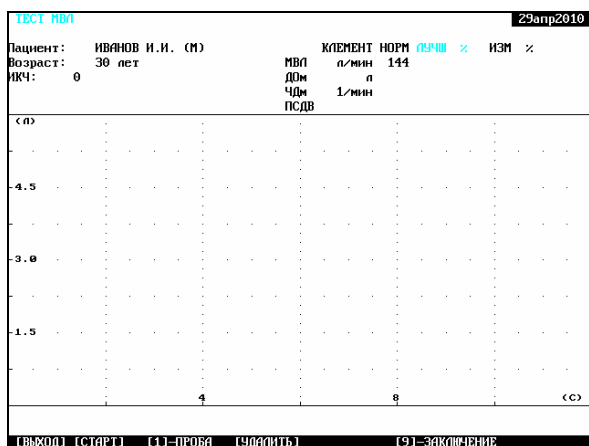 ТЕСТ МВЛ 29апр2010
Пациент: ИВАНОВ И.И. (М) КЛЕМЕНТ НОРМ ЛУЧШ % ИЗМ %
Возраст: 30 лет МВЛ л/мин 144
ИКЧ: 0 ДОм л
ЧДм 1/мин
ПСДВ
(Л)
4.5
3.0
1.5
4 8 (С)
[ВЫХОД] [СТАРТ] [1]-ПРОБА [УДАЛИТЬ] [9]-ЗАКЛЮЧЕНИЕ